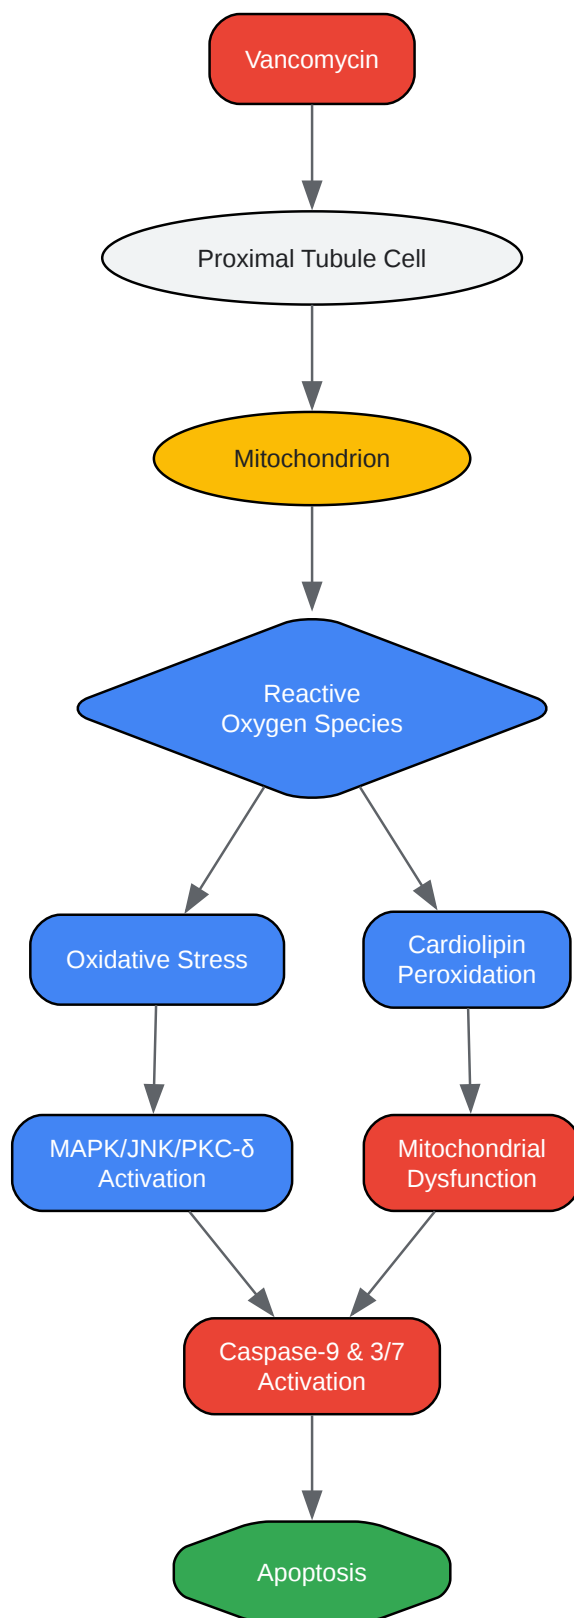 Vancomycin
Proximal Tubule Cell
Mitochondrion
Reactive
Oxygen Species
Oxidative Stress
Cardiolipin
Peroxidation
MAPK/JNK/PKC-δ
Activation
Mitochondrial
Dysfunction
Caspase-9 & 3/7
Activation
Apoptosis